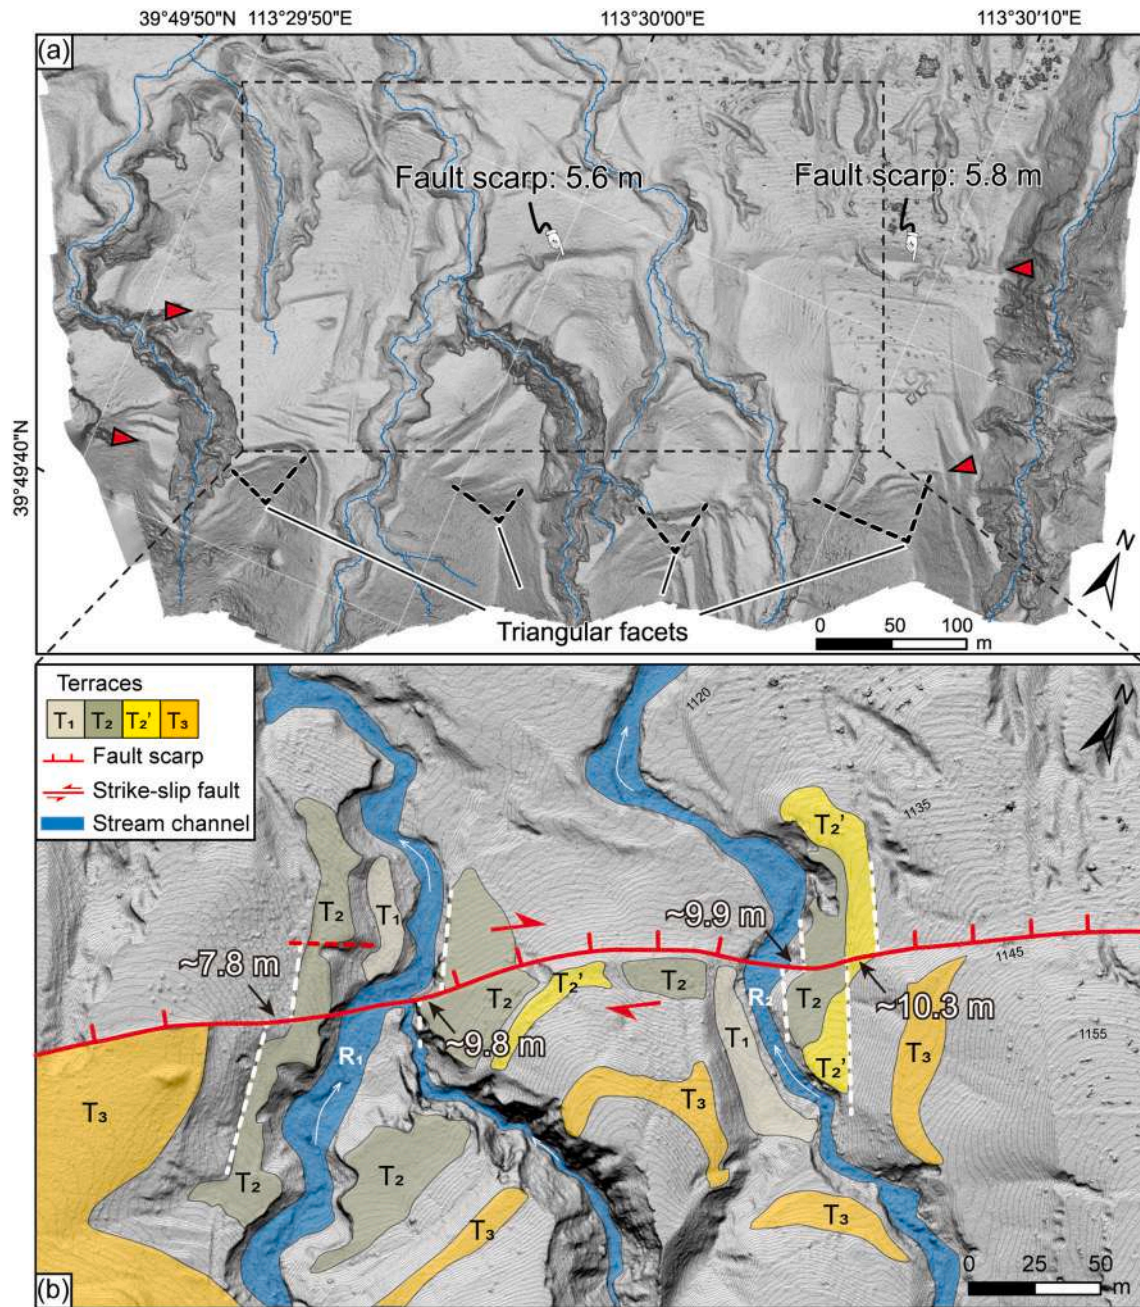 39°49'50"N 113°29'50"E 113°30'00"E 113°30'10"E
(a)
Fault scarp: 5.6 m
Fault scarp: 5.8 m
39°49'40"N
N
Triangular facets
0 50 100
m
Terraces
T₁ T₂ T₂' T₃
Fault scarp
Strike-slip fault
Stream channel
1120
N
1135
T₂'
T₂
T₁
T₂
~9.9 m
1145
~7.8 m
T₂
T₂'
T₂
R₂
T₂
~10.3 m
T₁
~9.8 m
1155
R₁
T₂'
T₃
T₃
T₃
T₂
T₂
T₃
T₃
0 25 50
m
(b)